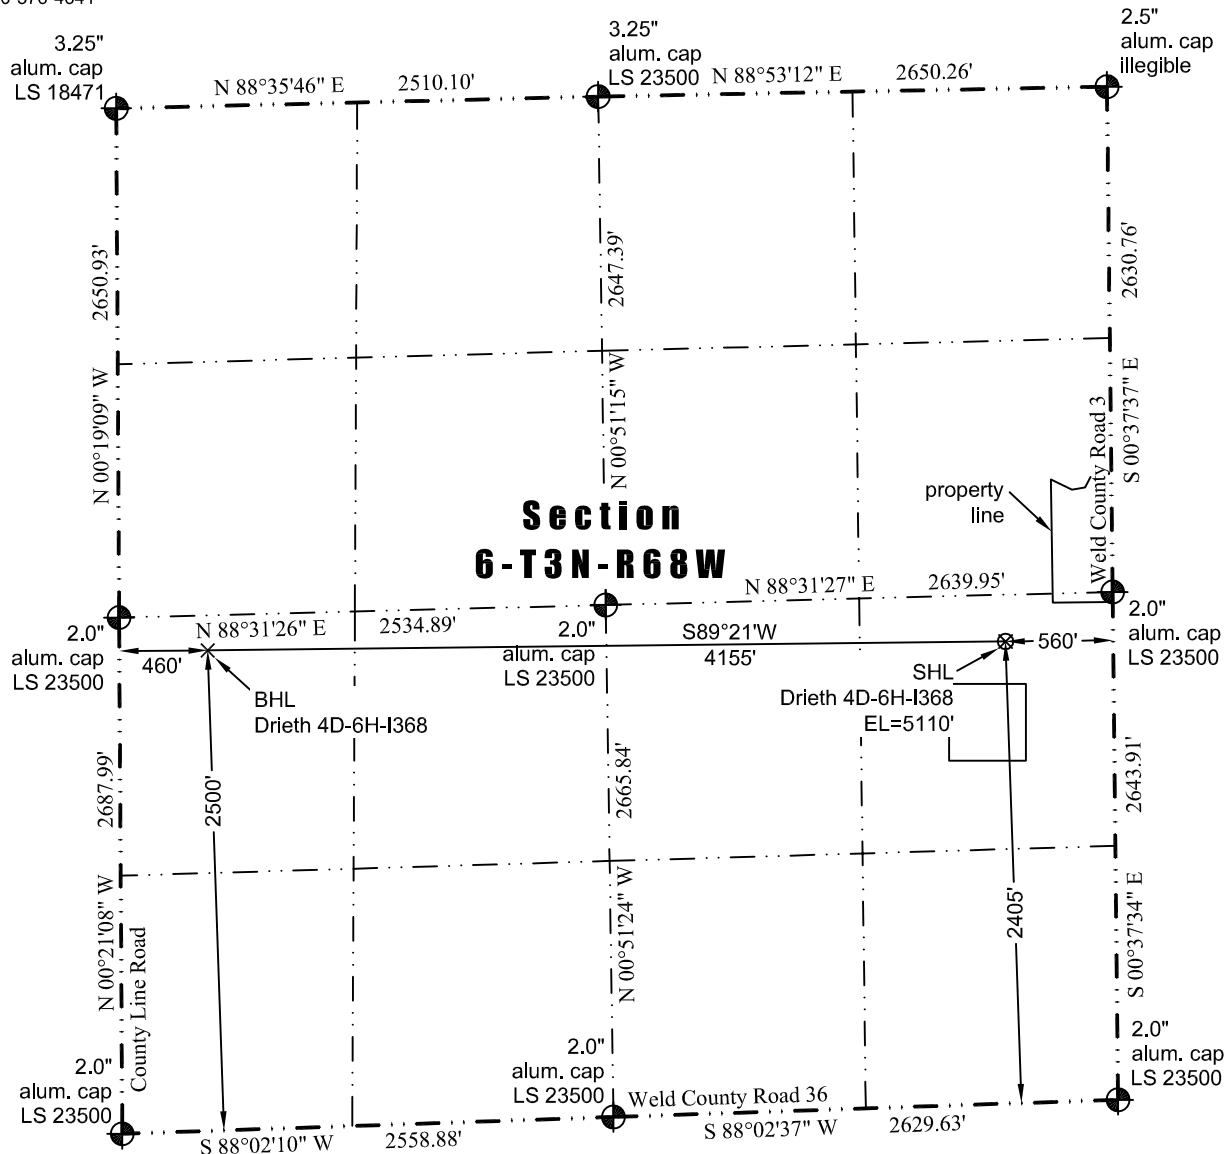 3.25"
alum. cap
LS 18471
N 88°35'46" E
2510.10'
3.25"
alum. cap
LS 23500
N 88°53'12" E
2650.26'
2.5"
alum. cap
illegible
2650.93'
2647.39'
2630.76'
N 00°19'09" W
N 00°51'15" W
S 00°37'37" E
Weld County Road 3
property
line
Section
6-T3N-R68W
N 88°31'27" E
2639.95'
N 88°31'26" E
2534.89'
2.0"
alum. cap
LS 23500
2.0"
alum. cap
LS 23500
2.0"
alum. cap
LS 23500
S89°21'W
4155'
460'
560'
BHL
Drieth 4D-6H-I368
SHL
Drieth 4D-6H-I368
EL=5110'
2687.99'
2500'
2665.84'
2643.91'
2405'
N 00°21'08" W
County Line Road
N 00°51'24" W
S 00°37'34" E
2.0"
alum. cap
LS 23500
2.0"
alum. cap
LS 23500
2.0"
alum. cap
LS 23500
Weld County Road 36
S 88°02'10" W
2558.88'
S 88°02'37" W
2629.63'